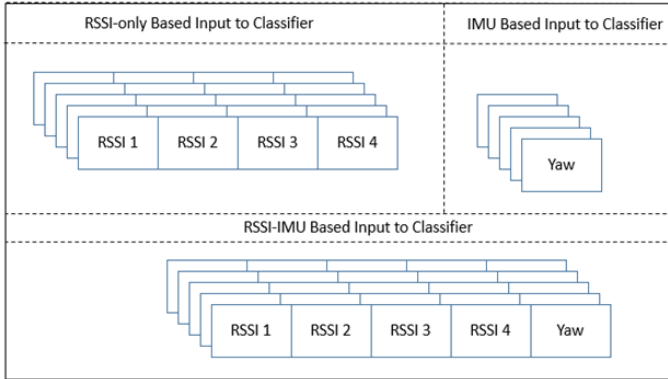 RSSI-only Based Input to Classifier
IMU Based Input to Classifier
RSSI 1 RSSI 2 RSSI 3 RSSI 4
Yaw
RSSI-IMU Based Input to Classifier
RSSI 1 RSSI 2 RSSI 3 RSSI 4 Yaw